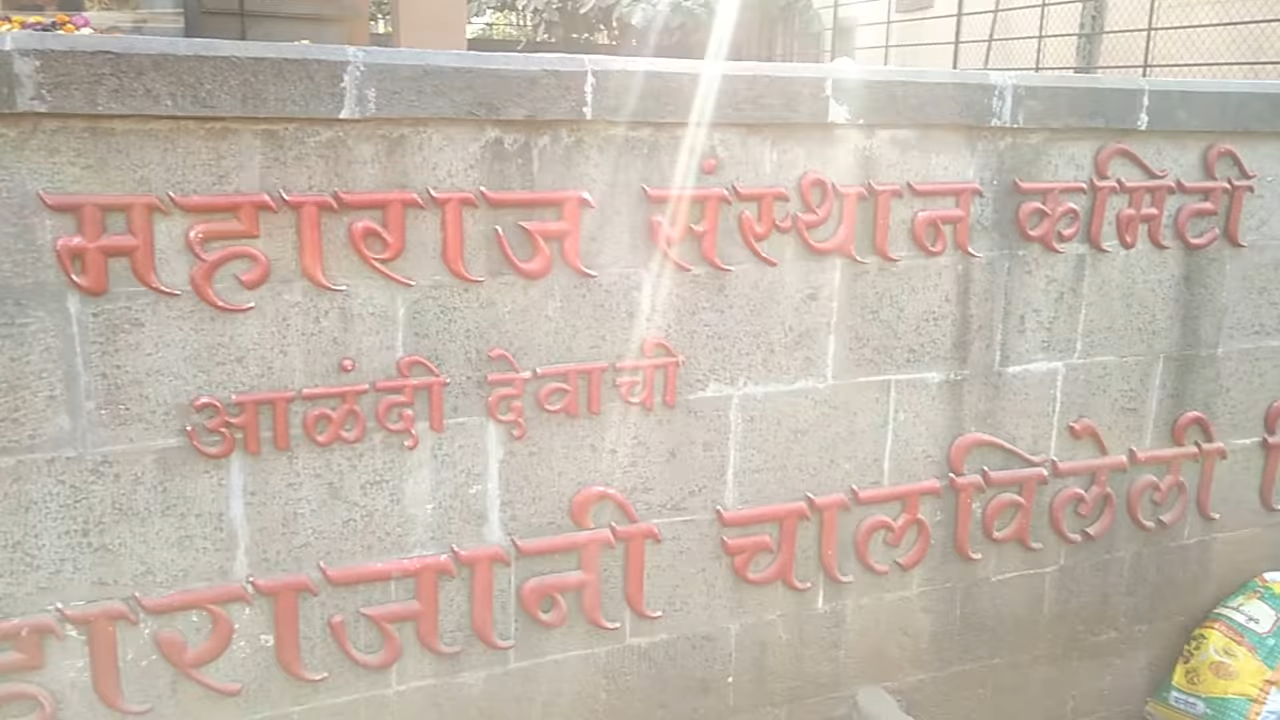 महाराज संस्थान कमिटी
आळंदी देवाची
हाराजानी चालविलेली